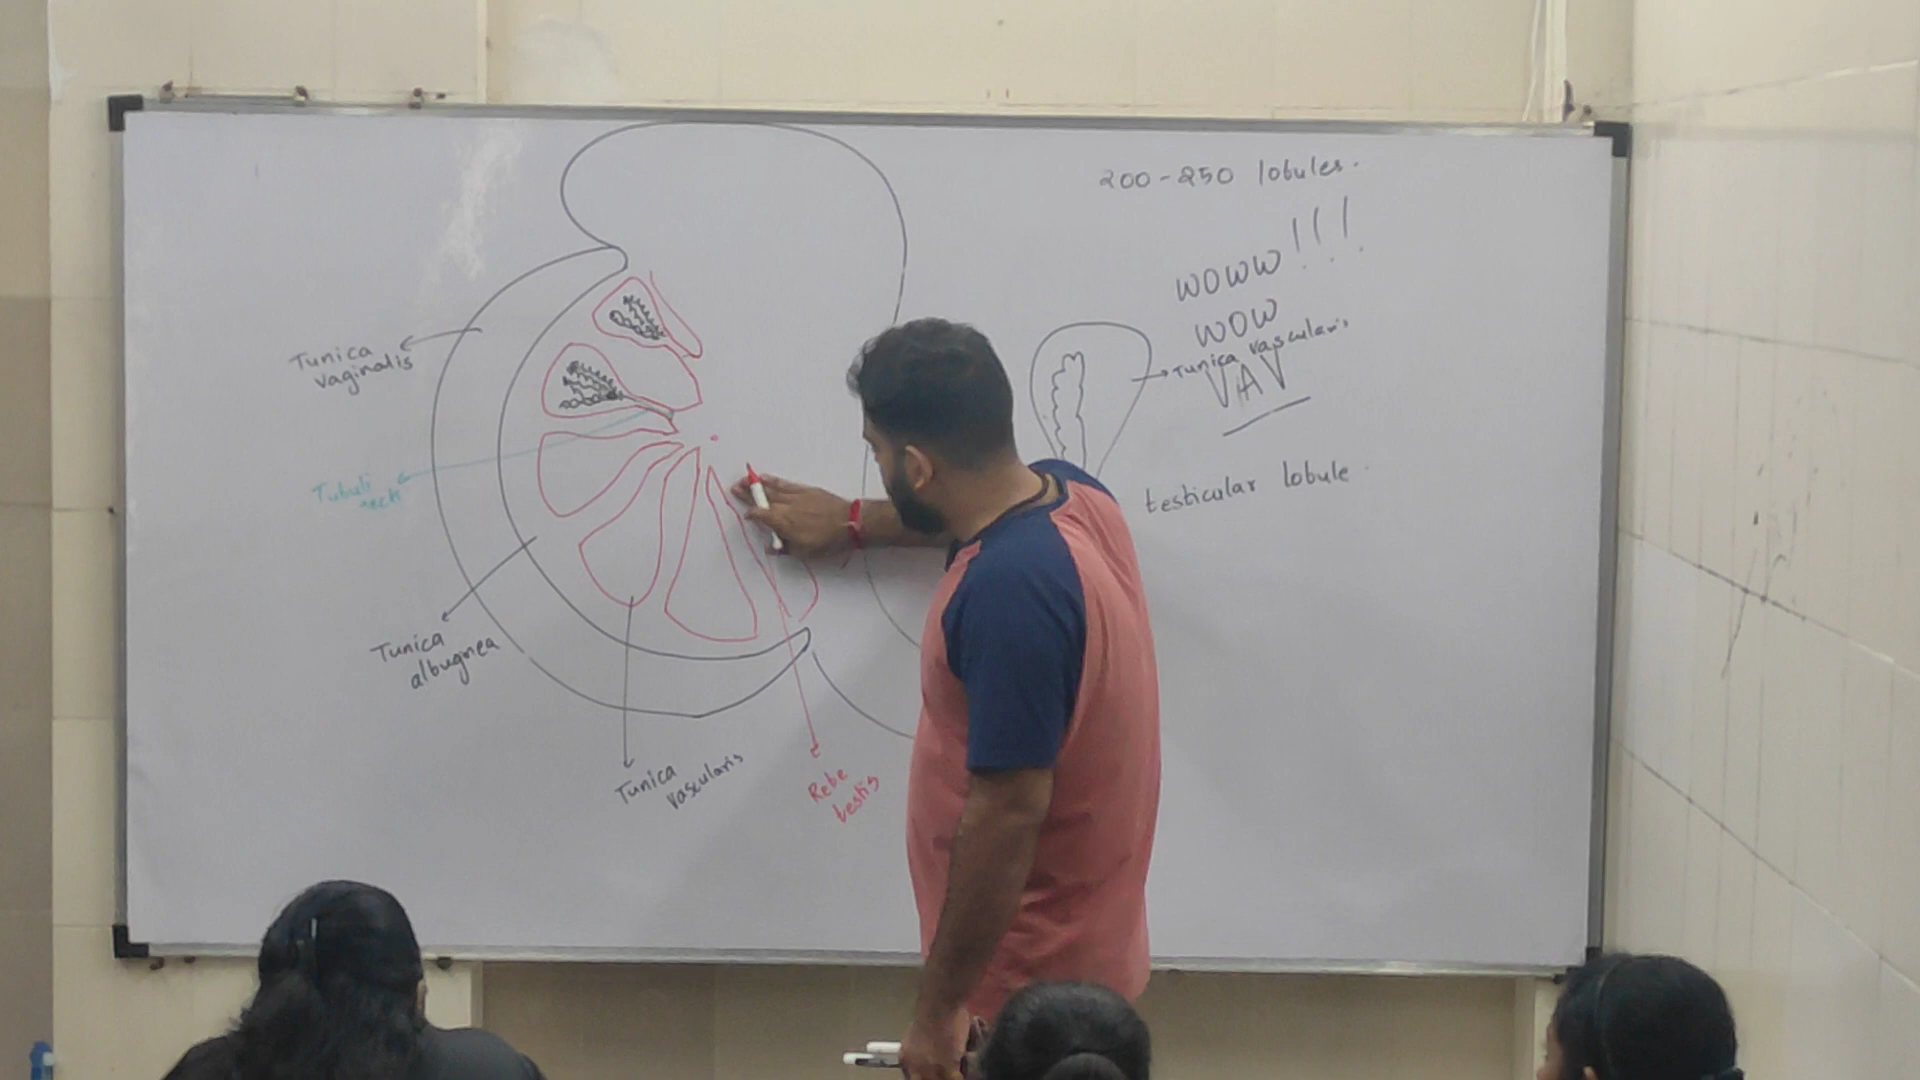 200-250 lobules.
WOWW!!!
WOW
Tunica vascularis
VAV
testicular lobule.
Tunica
vaginalis
Tubuli
recti
Tunica
albugnea
Tunica
vascularis
Rete
testis